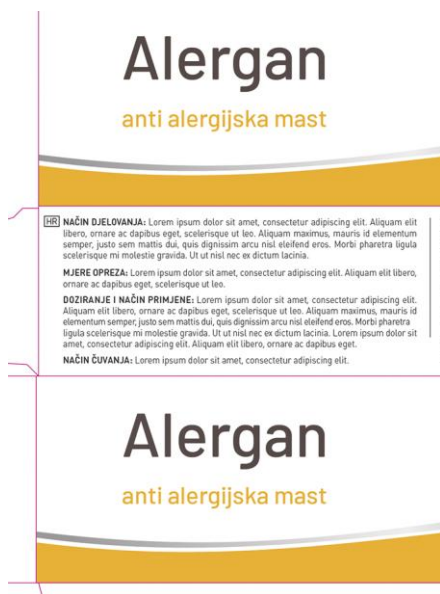 Alergan
anti alergijska mast
HR NAČIN DJELOVANJA: Lorem ipsum dolor sit amet, consectetur adipiscing elit. Aliquam elit
libero, ornare ac dapibus eget, scelerisque ut leo. Aliquam maximus, mauris id elementum
semper, justo sem mattis dui, quis dignissim arcu nisl eleifend eros. Morbi pharetra ligula
scelerisque mi molestie gravida. Ut ut nisl nec ex dictum lacinia.
MJERE OPREZA: Lorem ipsum dolor sit amet, consectetur adipiscing elit. Aliquam elit libero,
ornare ac dapibus eget, scelerisque ut leo.
DOZIRANJE I NAČIN PRIMJENE: Lorem ipsum dolor sit amet, consectetur adipiscing elit.
Aliquam elit libero, ornare ac dapibus eget, scelerisque ut leo. Aliquam maximus, mauris id
elementum semper, justo sem mattis dui, quis dignissim arcu nisl eleifend eros. Morbi pharetra
ligula scelerisque mi molestie gravida. Ut ut nisl nec ex dictum lacinia. Lorem ipsum dolor sit
amet, consectetur adipiscing elit. Aliquam elit libero, ornare ac dapibus eget.
NAČIN ČUVANJA: Lorem ipsum dolor sit amet, consectetur adipiscing elit.
Alergan
anti alergijska mast